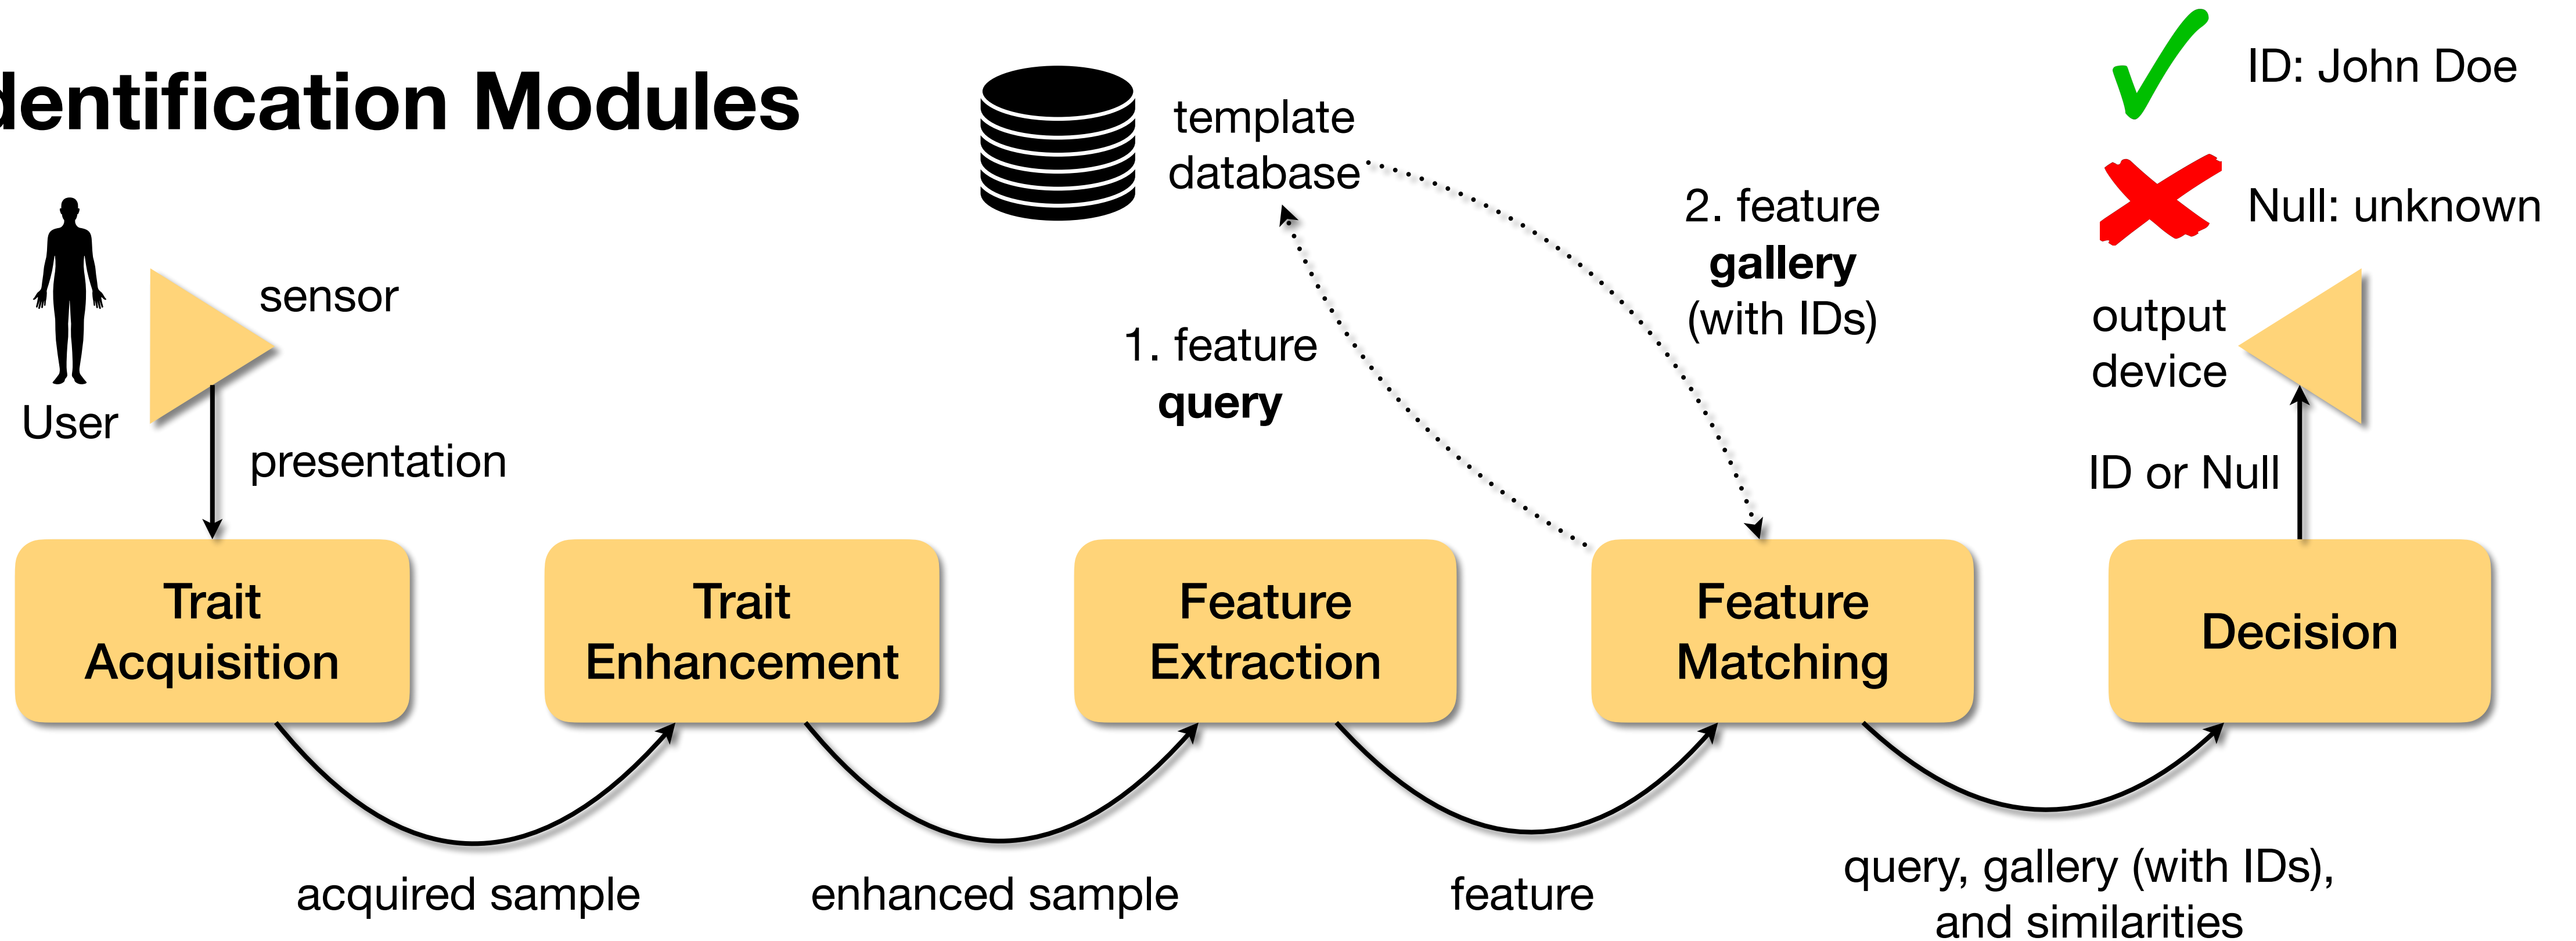 dentification Modules
template
database
ID: John Doe
Null: unknown
sensor
User
presentation
1. feature
query
2. feature
gallery
(with IDs)
output
device
ID or Null
Trait
Acquisition
Trait
Enhancement
Feature
Extraction
Feature
Matching
Decision
acquired sample
enhanced sample
feature
query, gallery (with IDs),
and similarities